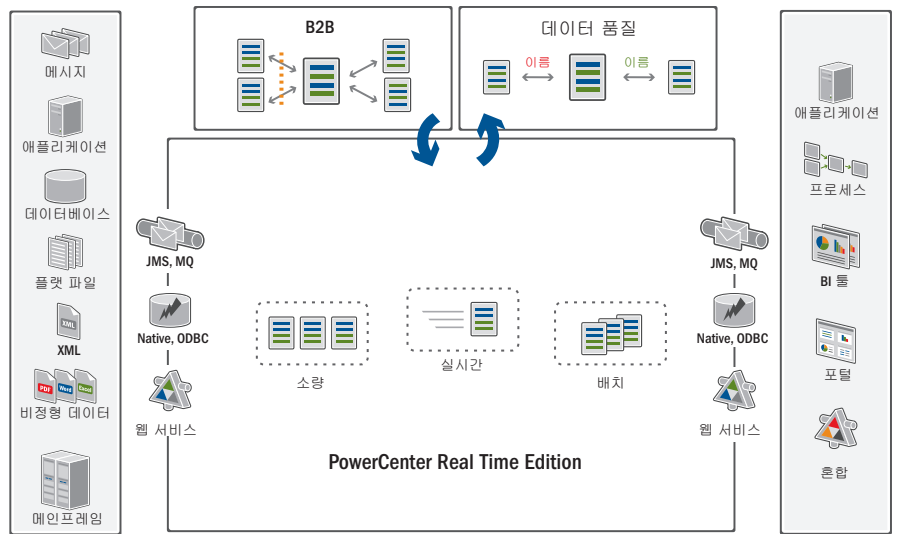 메시지
애플리케이션
데이터베이스
플랫 파일
XML
XML
PDF
Word
Excel
비정형 데이터
메인프레임
B2B
데이터 품질
이름
이름
JMS, MQ
Native, ODBC
웹 서비스
소량
실시간
배치
PowerCenter Real Time Edition
JMS, MQ
Native, ODBC
웹 서비스
애플리케이션
프로세스
BI 툴
포털
혼합